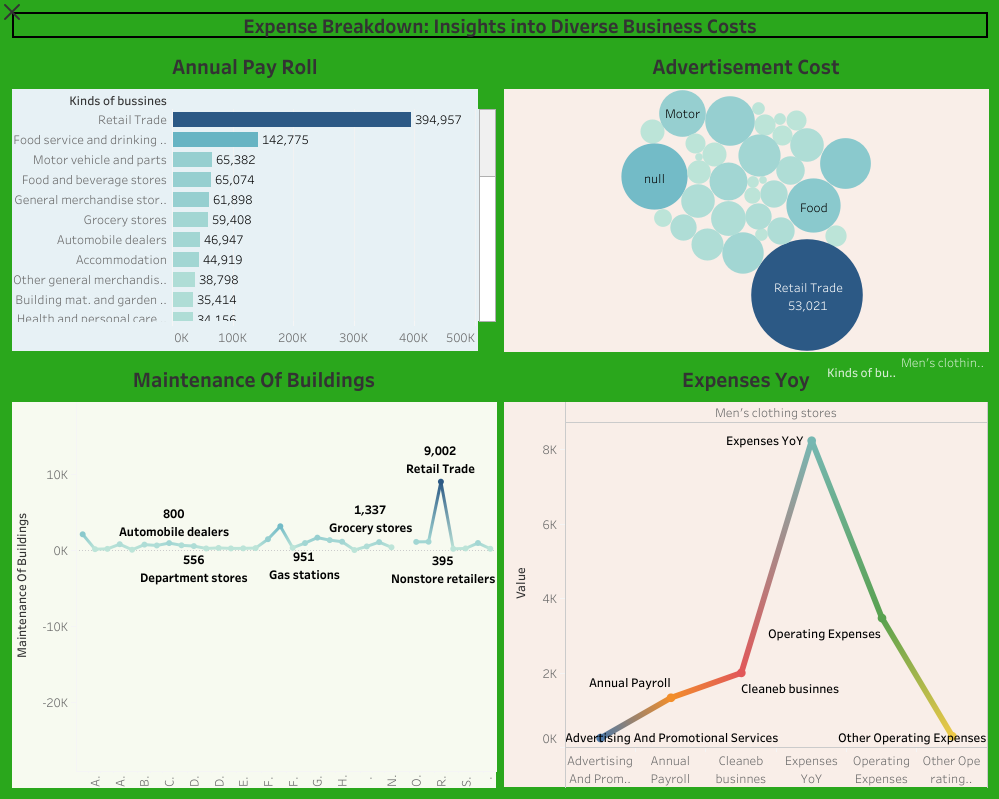 Expense Breakdown: Insights into Diverse Business Costs
Annual Pay Roll
Kinds of bussines
Retail Trade 394,957
Food service and drinking .. 142,775
Motor vehicle and parts 65,382
Food and beverage stores 65,074
General merchandise stor.. 61,898
Grocery stores 59,408
Automobile dealers 46,947
Accommodation 44,919
Other general merchandis.. 38,798
Building mat. and garden .. 35,414
Health and personal care .. 34,156
0K 100K 200K 300K 400K 500K
Advertisement Cost
Motor
null
Food
Retail Trade
53,021
Maintenance Of Buildings
Maintenance Of Buildings
10K
0K
-10K
-20K
9,002
Retail Trade
800
Automobile dealers
1,337
Grocery stores
556
Department stores
951
Gas stations
395
Nonstore retailers
A. A. B. C. D. D. E. F. F. G. H. . N. O. R. S. .
Expenses Yoy
Kinds of bu.. Men's clothin..
Men's clothing stores
Value
8K
6K
4K
2K
0K
Expenses YoY
Operating Expenses
Annual Payroll
Cleaneb businnes
Advertising And Promotional Services
Other Operating Expenses
Advertising And Prom..
Annual Payroll
Cleaneb businnes
Expenses YoY
Operating Expenses
Other Ope rating..